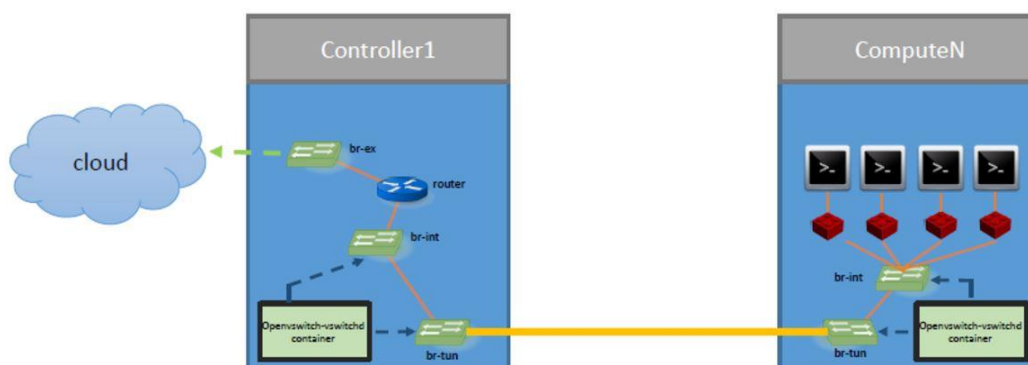 Controller1
ComputeN
cloud
br-ex
router
br-int
Openvswitch-vswitchd
container
br-tun
>_
>_
>_
>_
br-int
br-tun
Openvswitch-vswitchd
container